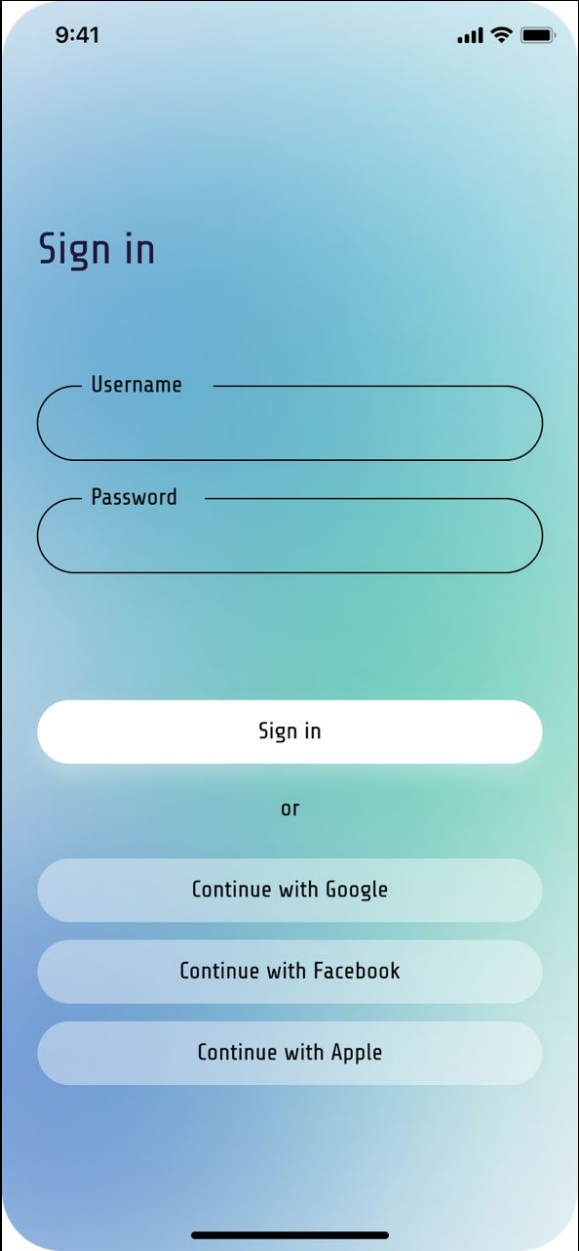 9:41
Sign in
Username
Password
Sign in
or
Continue with Google
Continue with Facebook
Continue with Apple